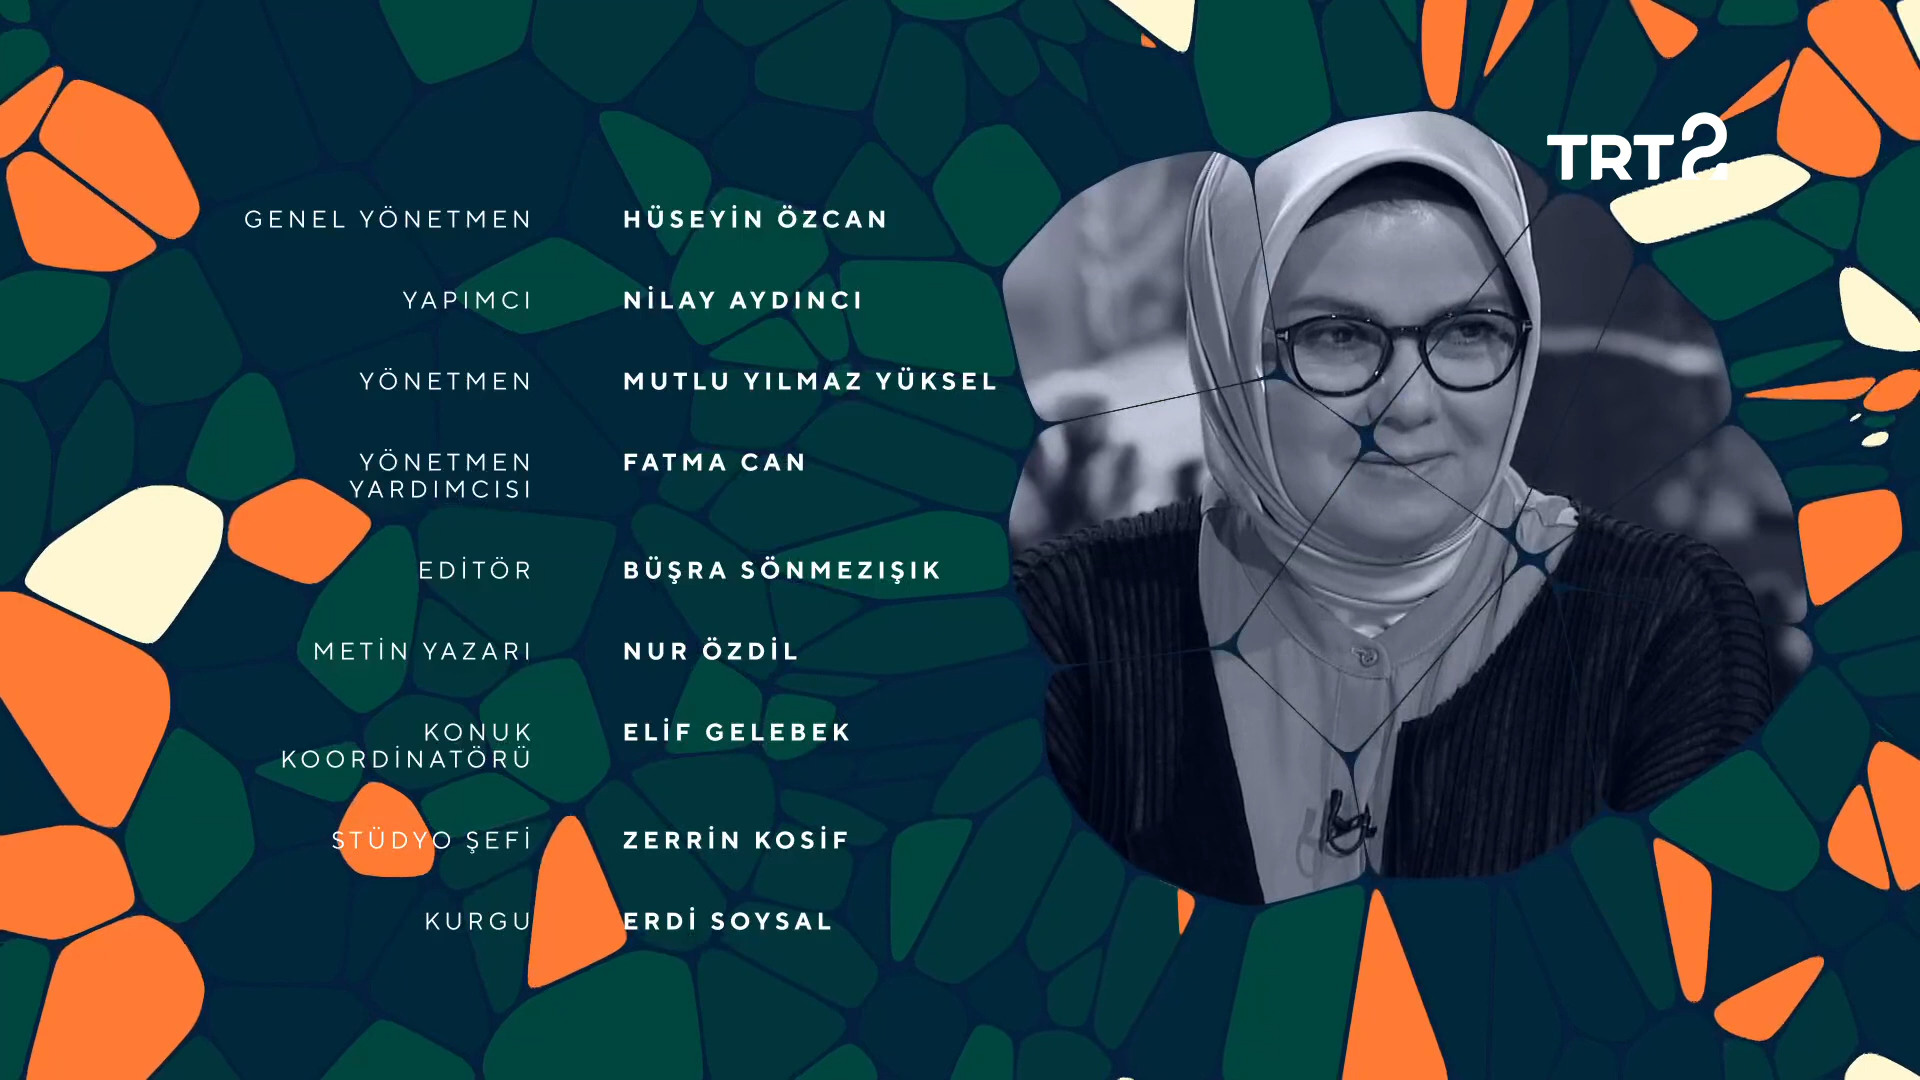 TRT2
GENEL YÖNETMEN HÜSEYİN ÖZCAN
YAPIMCI NİLAY AYDINCI
YÖNETMEN MUTLU YILMAZ YÜKSEL
YÖNETMEN FATMA CAN
YARDIMCISI
EDİTÖR BÜŞRA SÖNMEZIŞIK
METİN YAZARI NUR ÖZDİL
KONUK ELİF GELEBEK
KOORDİNATÖRÜ
STÜDYO ŞEFİ ZERRİN KOSİF
KURGU ERDİ SOYSAL